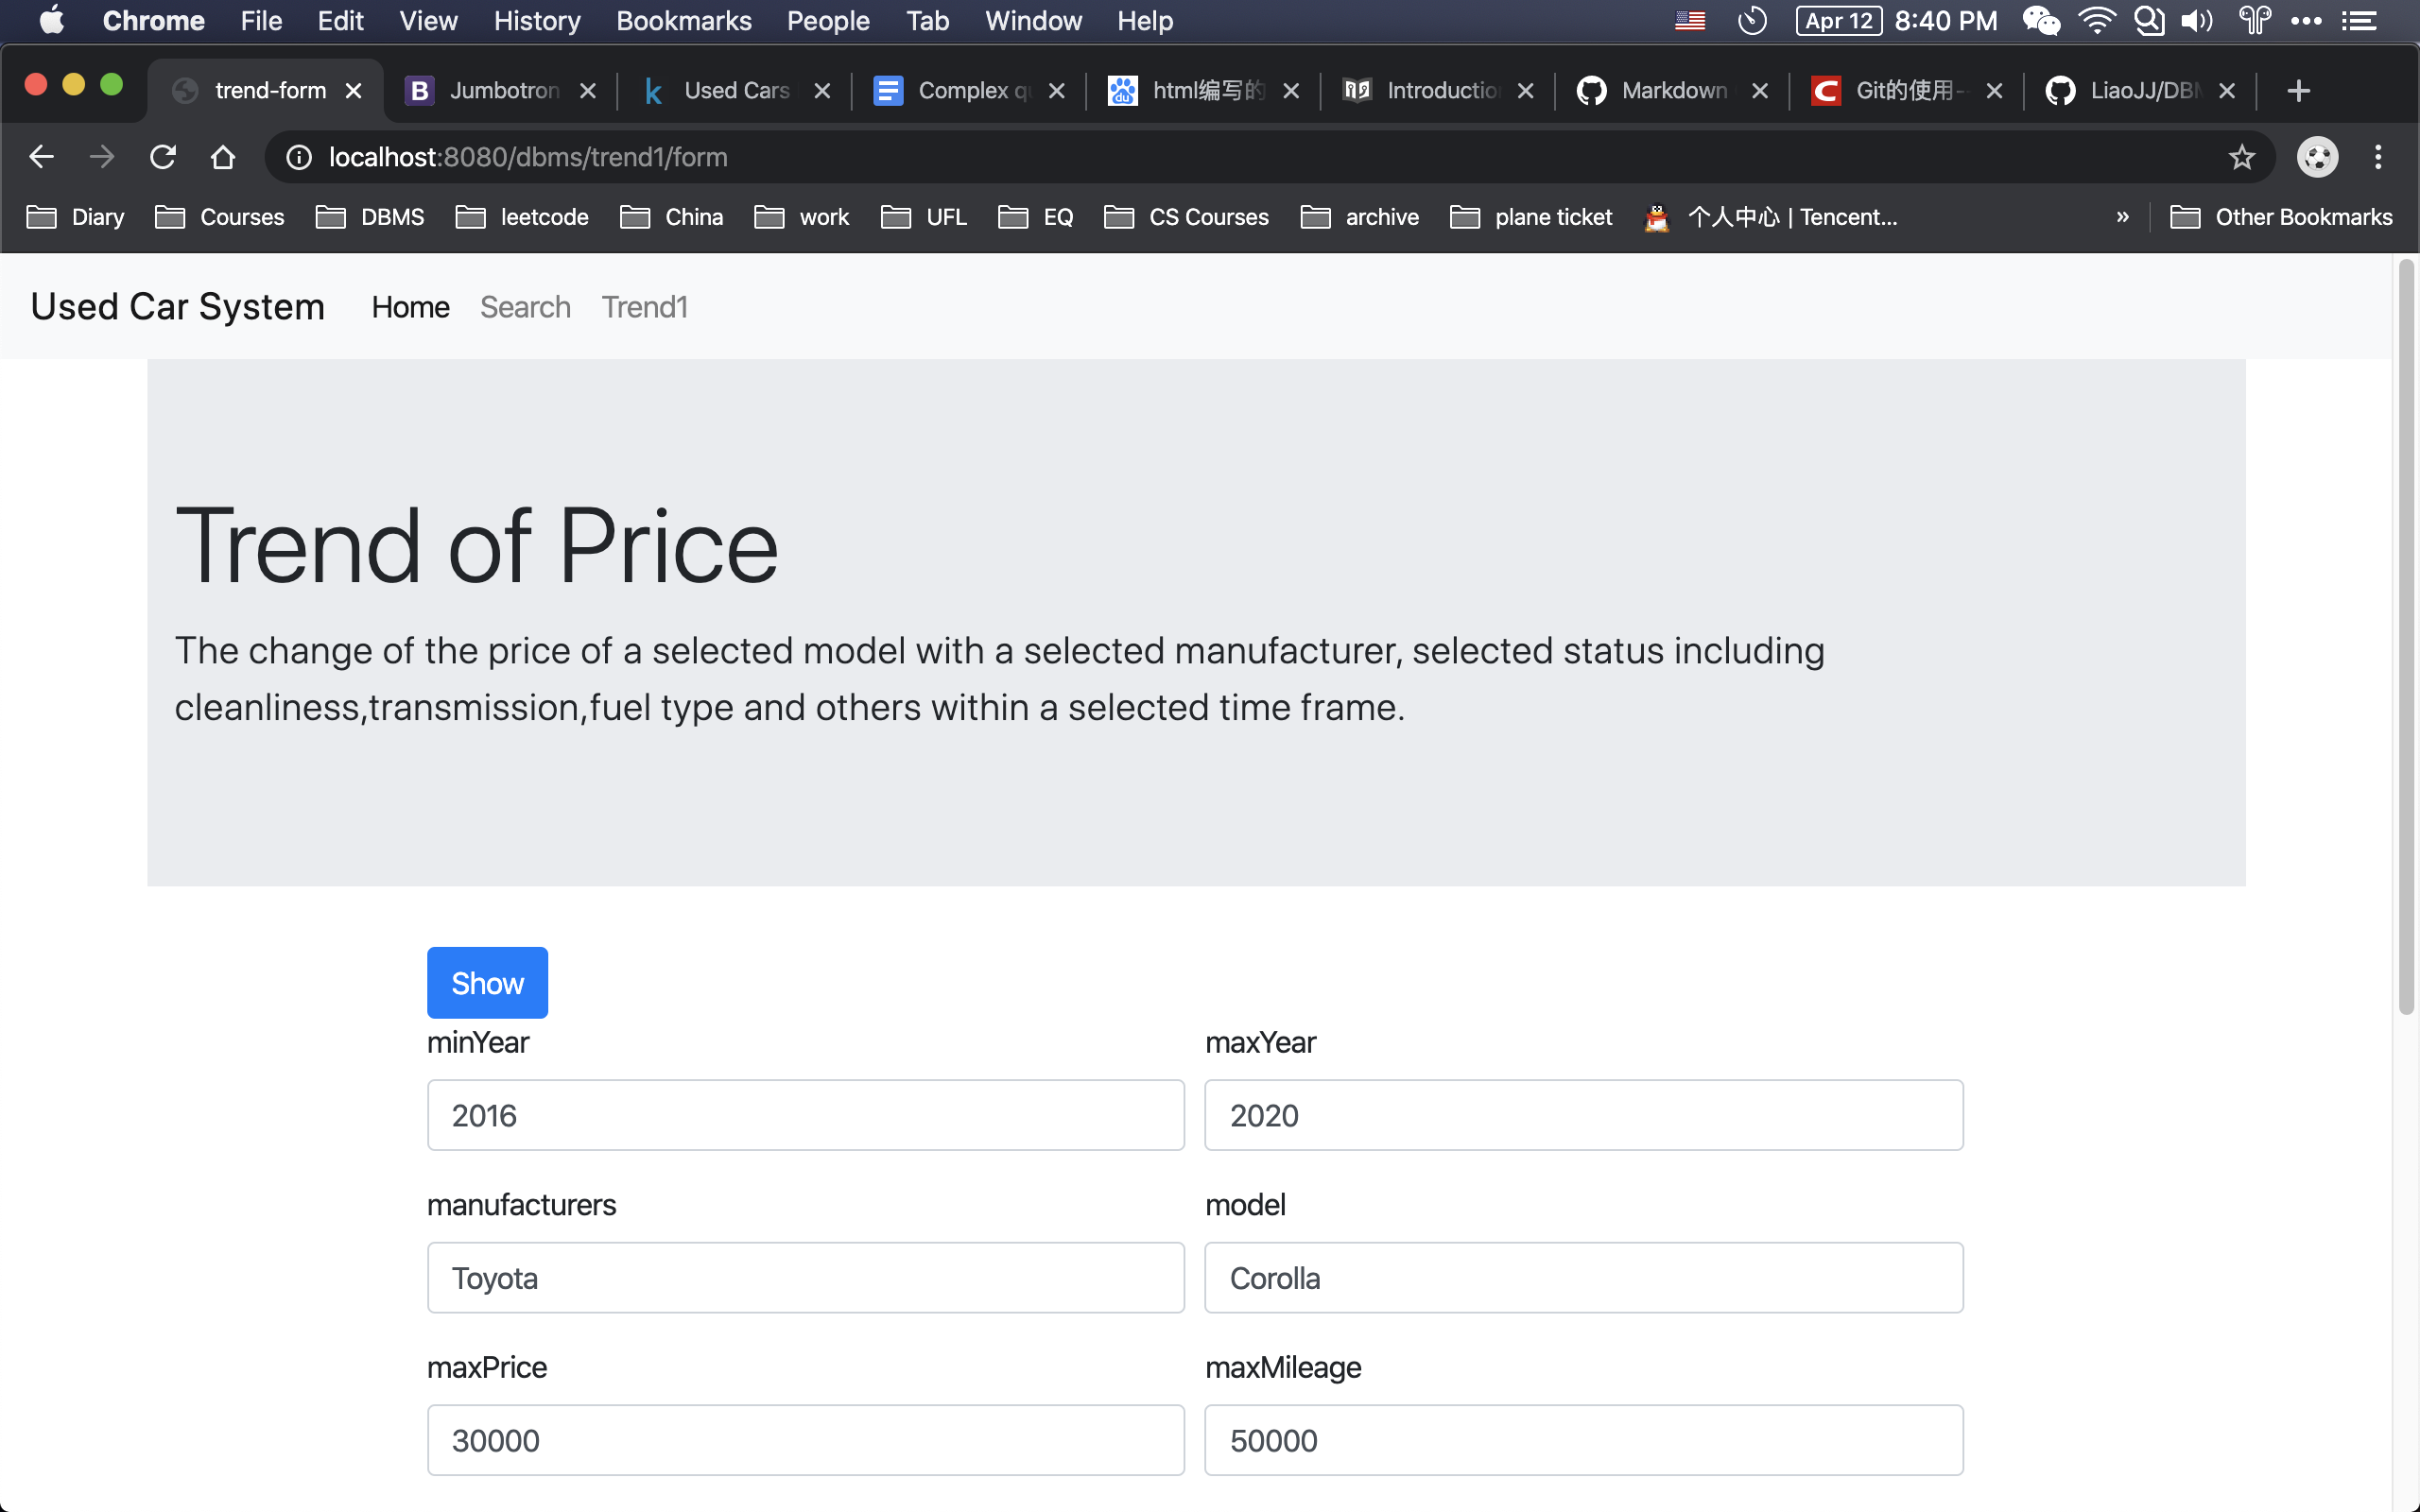 Chrome File Edit View History Bookmarks People Tab Window Help Apr 12 8:40 PM
trend-form Jumbotron Used Cars Complex html编写的 Introduction Markdown Git的使用 LiaoJJ/DBM
localhost:8080/dbms/trend1/form
Diary Courses DBMS leetcode China work UFL EQ CS Courses archive plane ticket 个人中心 | Tencent... » Other Bookmarks
Used Car System Home Search Trend1
Trend of Price
The change of the price of a selected model with a selected manufacturer, selected status including
cleanliness,transmission,fuel type and others within a selected time frame.
Show
minYear maxYear
2016 2020
manufacturers model
Toyota Corolla
maxPrice maxMileage
30000 50000